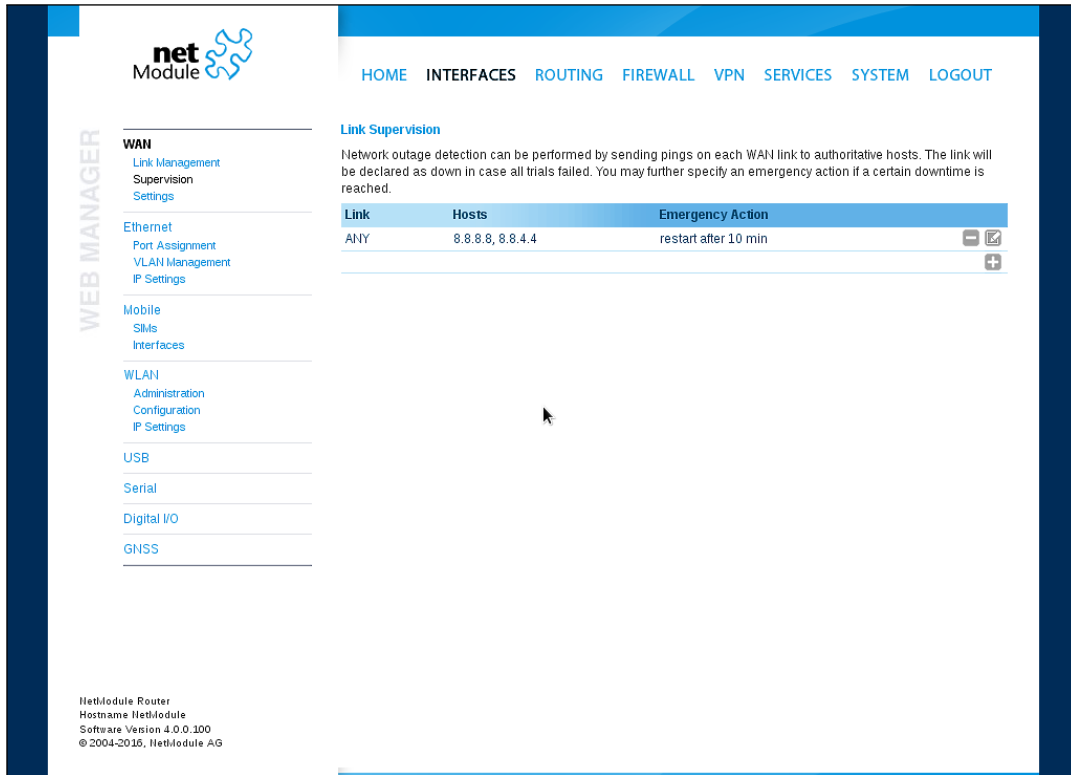 net
Module
HOME INTERFACES ROUTING FIREWALL VPN SERVICES SYSTEM LOGOUT
WEB MANAGER
WAN
Link Management
Supervision
Settings
Ethernet
Port Assignment
VLAN Management
IP Settings
Mobile
SIMs
Interfaces
WLAN
Administration
Configuration
IP Settings
USB
Serial
Digital I/O
GNSS
Link Supervision
Network outage detection can be performed by sending pings on each WAN link to authoritative hosts. The link will
be declared as down in case all trials failed. You may further specify an emergency action if a certain downtime is
reached.
Link Hosts Emergency Action
ANY 8.8.8.8, 8.8.4.4 restart after 10 min
NetModule Router
Hostname NetModule
Software Version 4.0.0.100
© 2004-2016, NetModule AG